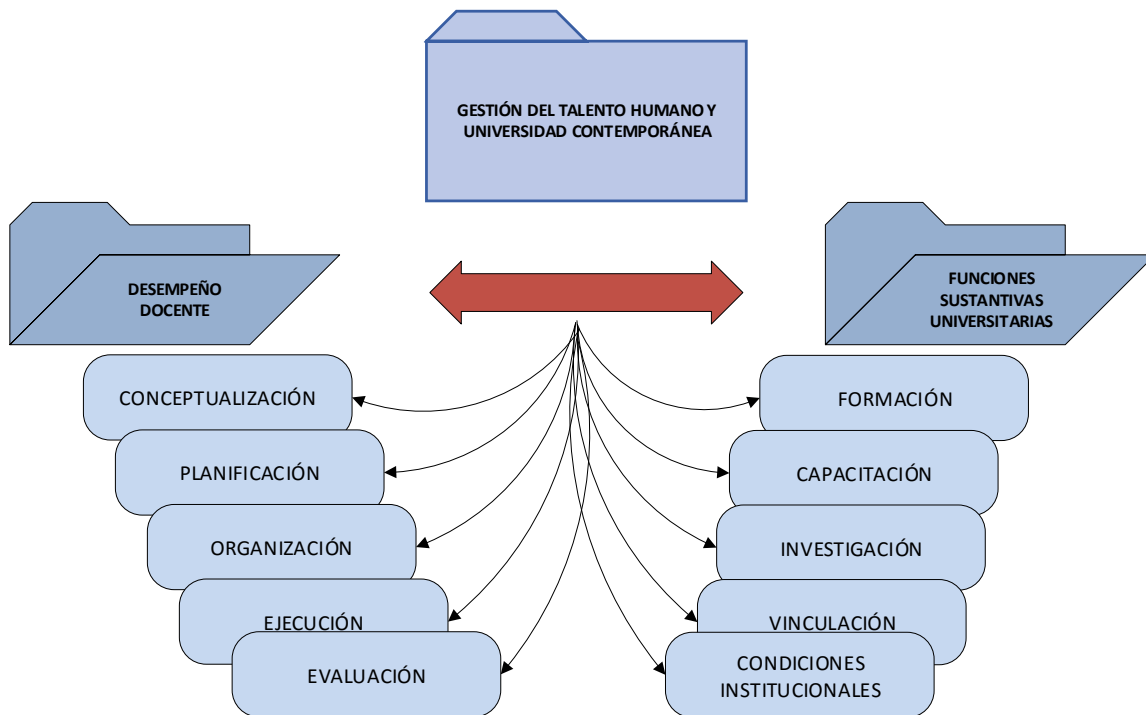 GESTIÓN DEL TALENTO HUMANO Y
UNIVERSIDAD CONTEMPORÁNEA
DESEMPEÑO
DOCENTE
FUNCIONES
SUSTANTIVAS
UNIVERSITARIAS
CONCEPTUALIZACIÓN
PLANIFICACIÓN
ORGANIZACIÓN
EJECUCIÓN
EVALUACIÓN
FORMACIÓN
CAPACITACIÓN
INVESTIGACIÓN
VINCULACIÓN
CONDICIONES
INSTITUCIONALES